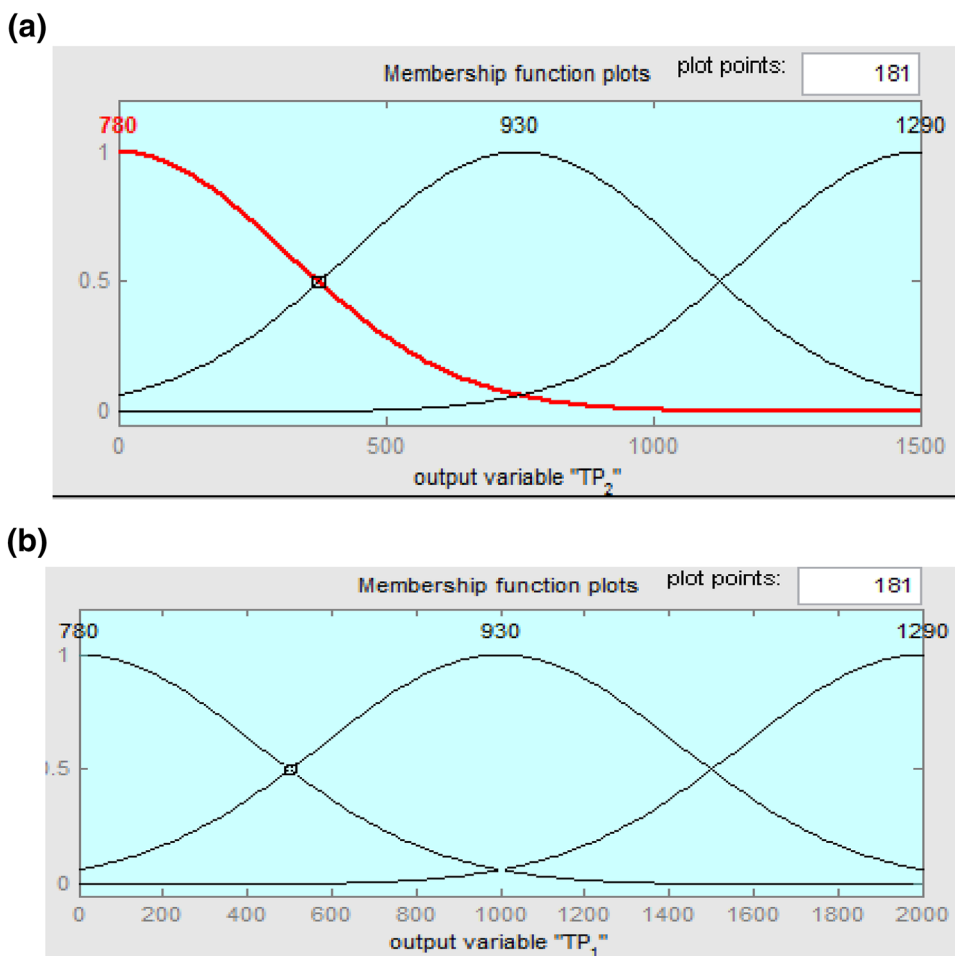 (a)
Membership function plots plot points: 181
780 930 1290
1
0.5
0
0 500 1000 1500
output variable "TP2"
(b)
Membership function plots plot points: 181
780 930 1290
1
0.5
0
0 200 400 600 800 1000 1200 1400 1600 1800 2000
output variable "TP1"